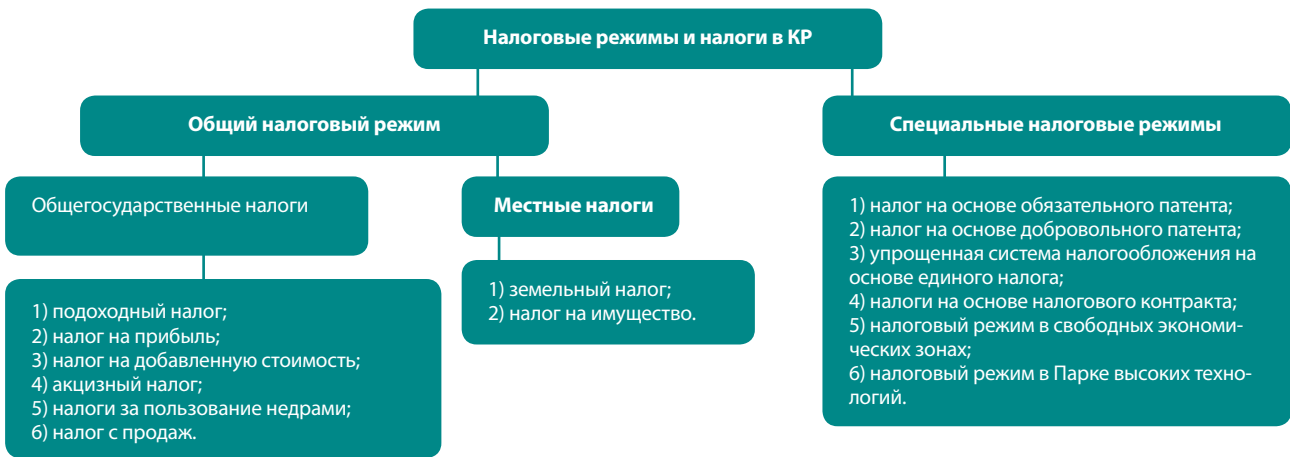 Налоговые режимы и налоги в КР
Общий налоговый режим
Специальные налоговые режимы
Общегосударственные налоги
Местные налоги
1) подоходный налог;
2) налог на прибыль;
3) налог на добавленную стоимость;
4) акцизный налог;
5) налоги за пользование недрами;
6) налог с продаж.
1) земельный налог;
2) налог на имущество.
1) налог на основе обязательного патента;
2) налог на основе добровольного патента;
3) упрощенная система налогообложения на
основе единого налога;
4) налоги на основе налогового контракта;
5) налоговый режим в свободных экономи-
ческих зонах;
6) налоговый режим в Парке высоких техно-
логий.